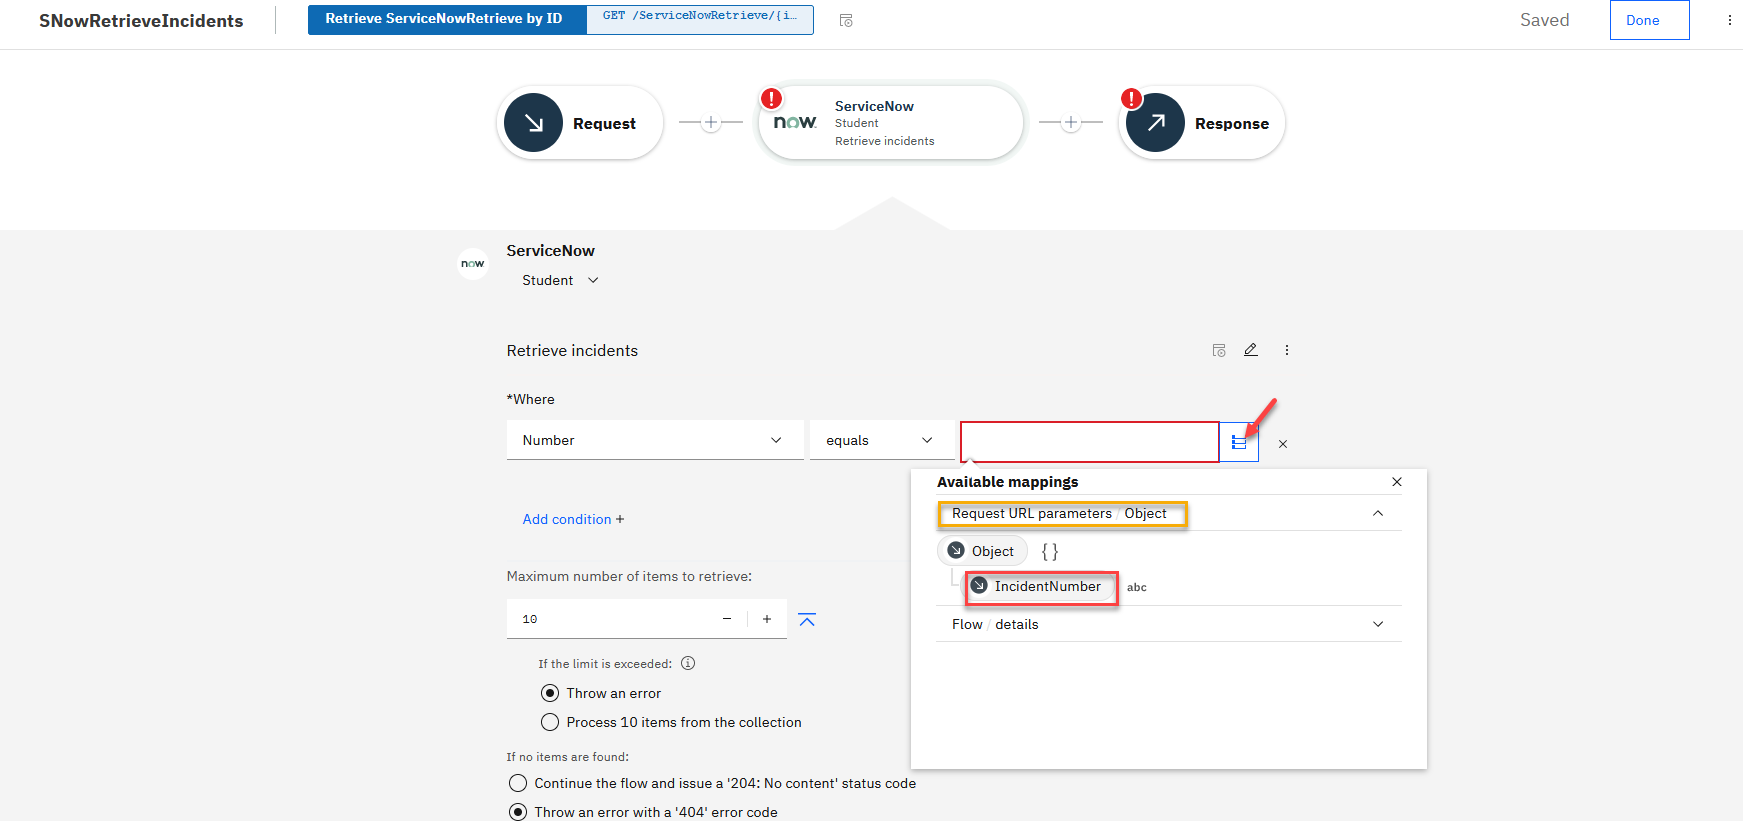 SNowRetrieveIncidents
Retrieve ServiceNowRetrieve by ID
GET /ServiceNowRetrieve/{i…
Saved
Done
Request
!
now.
ServiceNow
Student
Retrieve incidents
!
Response
now.
ServiceNow
Student
Retrieve incidents
*Where
Number
equals
Available mappings
Request URL parameters / Object
Object { }
IncidentNumber abc
Flow / details
Add condition +
Maximum number of items to retrieve:
10
If the limit is exceeded:
Throw an error
Process 10 items from the collection
If no items are found:
Continue the flow and issue a '204: No content' status code
Throw an error with a '404' error code